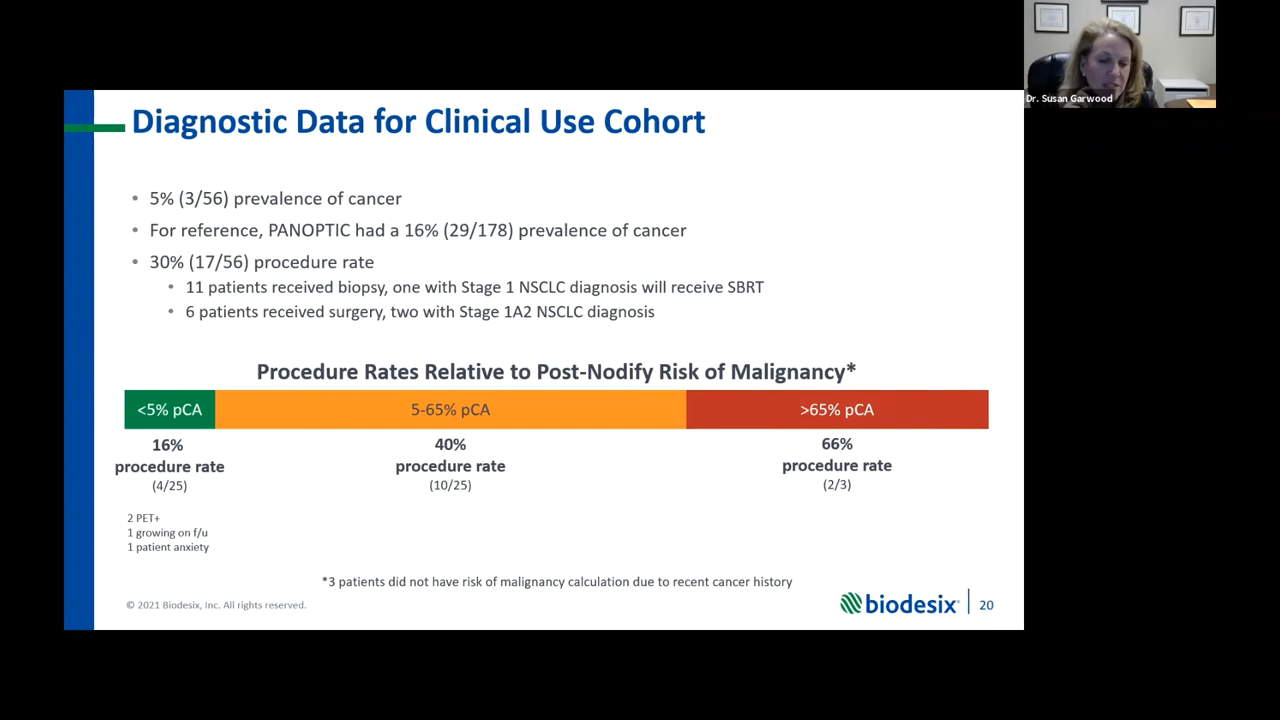 Dr. Susan Garwood
Diagnostic Data for Clinical Use Cohort
• 5% (3/56) prevalence of cancer
• For reference, PANOPTIC had a 16% (29/178) prevalence of cancer
• 30% (17/56) procedure rate
• 11 patients received biopsy, one with Stage 1 NSCLC diagnosis will receive SBRT
• 6 patients received surgery, two with Stage 1A2 NSCLC diagnosis
Procedure Rates Relative to Post-Nodify Risk of Malignancy*
<5% pCA 5-65% pCA >65% pCA
16% 40% 66%
procedure rate procedure rate procedure rate
(4/25) (10/25) (2/3)
2 PET+
1 growing on f/u
1 patient anxiety
*3 patients did not have risk of malignancy calculation due to recent cancer history
© 2021 Biodesix, Inc. All rights reserved.
biodesix 20